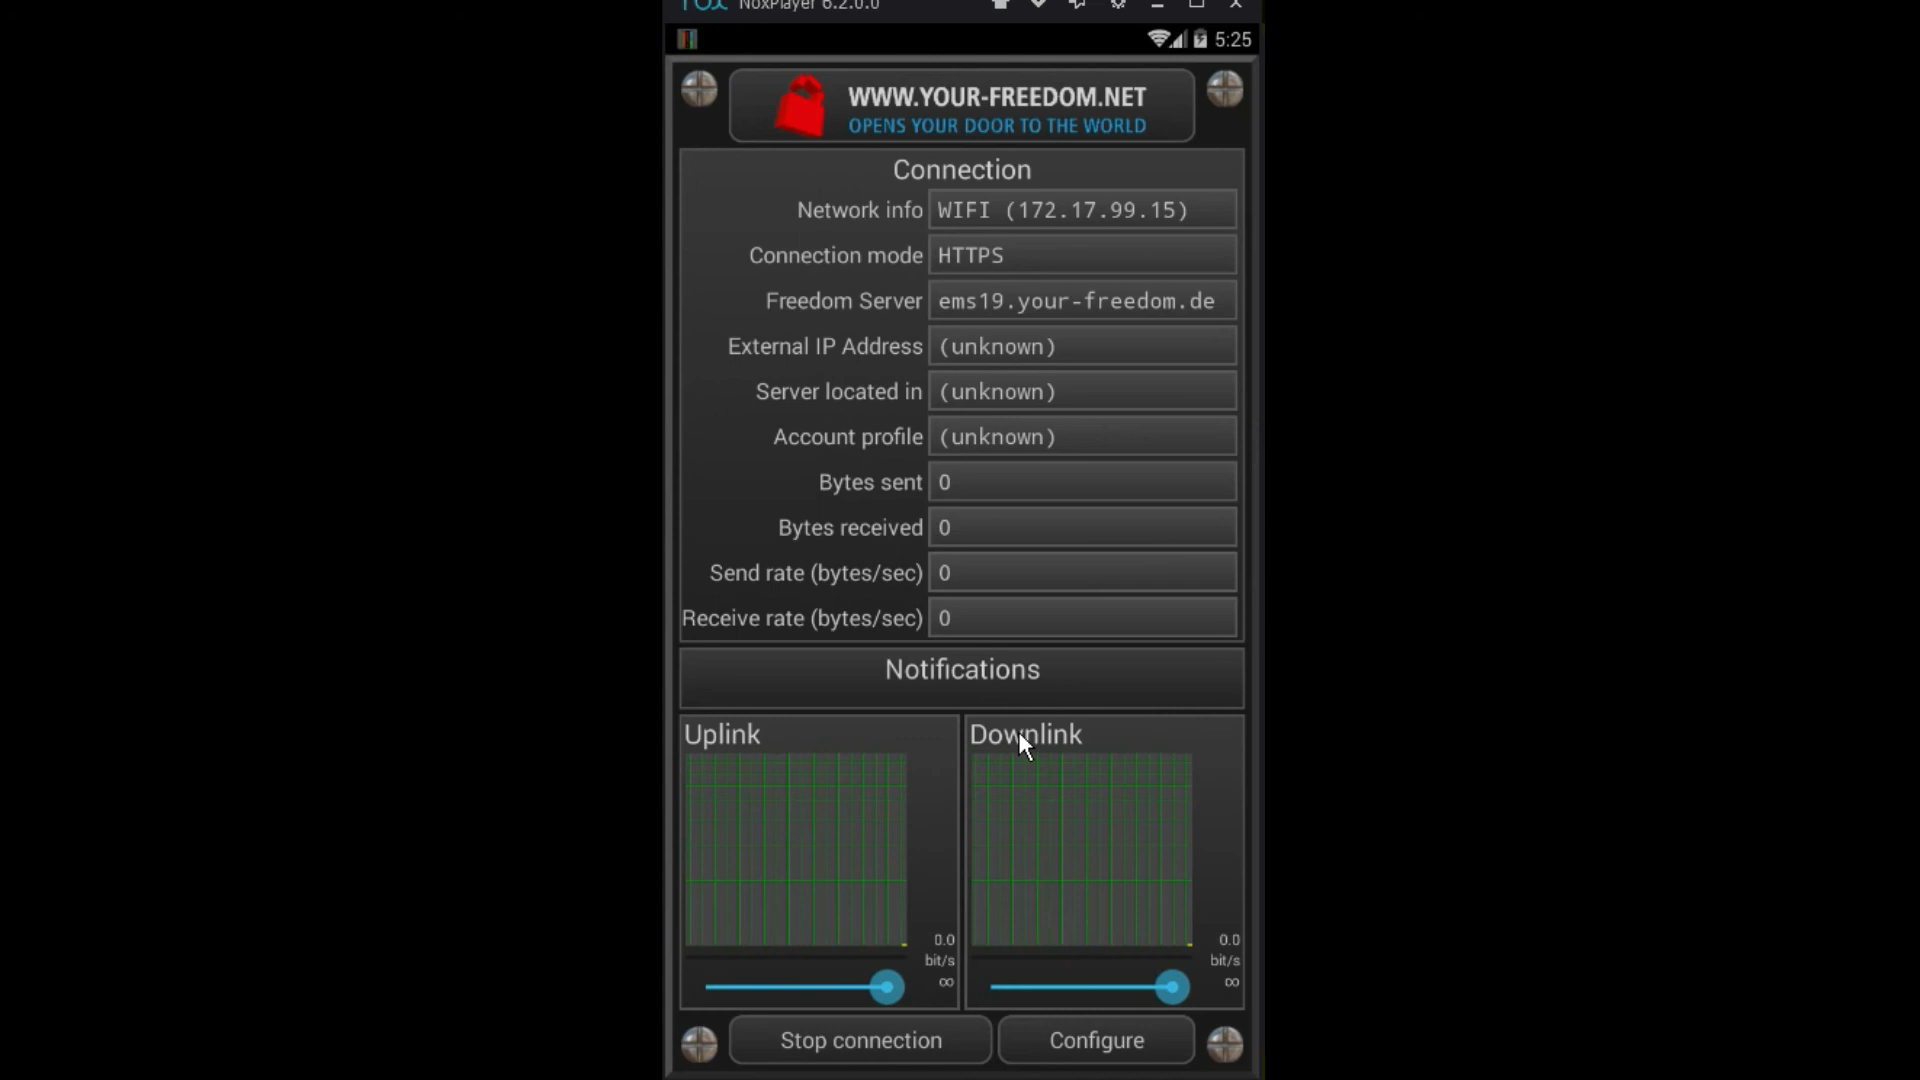 nox NoxPlayer 6.2.0.0
5:25
WWW.YOUR-FREEDOM.NET
OPENS YOUR DOOR TO THE WORLD
Connection
Network info WIFI (172.17.99.15)
Connection mode HTTPS
Freedom Server ems19.your-freedom.de
External IP Address (unknown)
Server located in (unknown)
Account profile (unknown)
Bytes sent 0
Bytes received 0
Send rate (bytes/sec) 0
Receive rate (bytes/sec) 0
Notifications
Uplink
0.0
bit/s
∞
Downlink
0.0
bit/s
∞
Stop connection
Configure